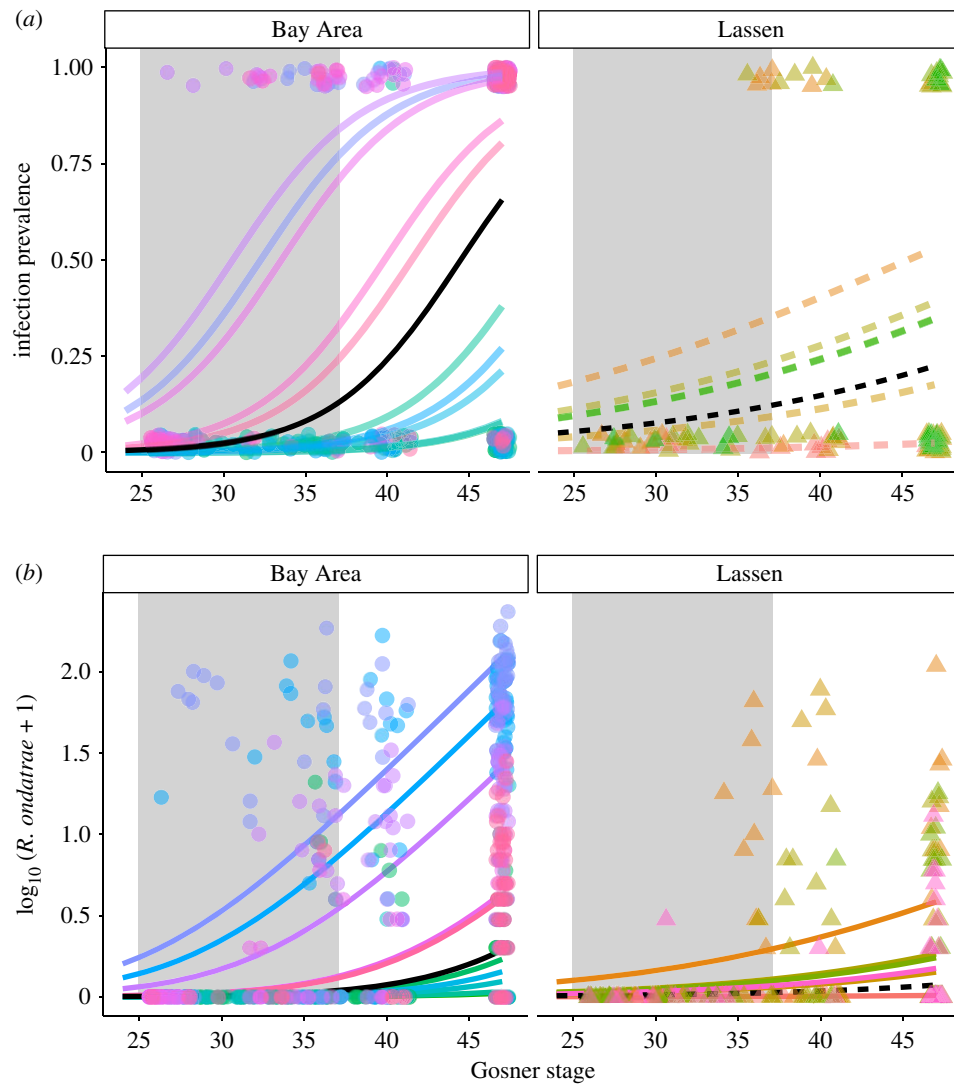 (a)
Bay Area
Lassen
infection prevalence
1.00
0.75
0.50
0.25
0
25 30 35 40 45
25 30 35 40 45
(b)
Bay Area
Lassen
log10 (R. ondatrae + 1)
2.0
1.5
1.0
0.5
0
25 30 35 40 45
25 30 35 40 45
Gosner stage